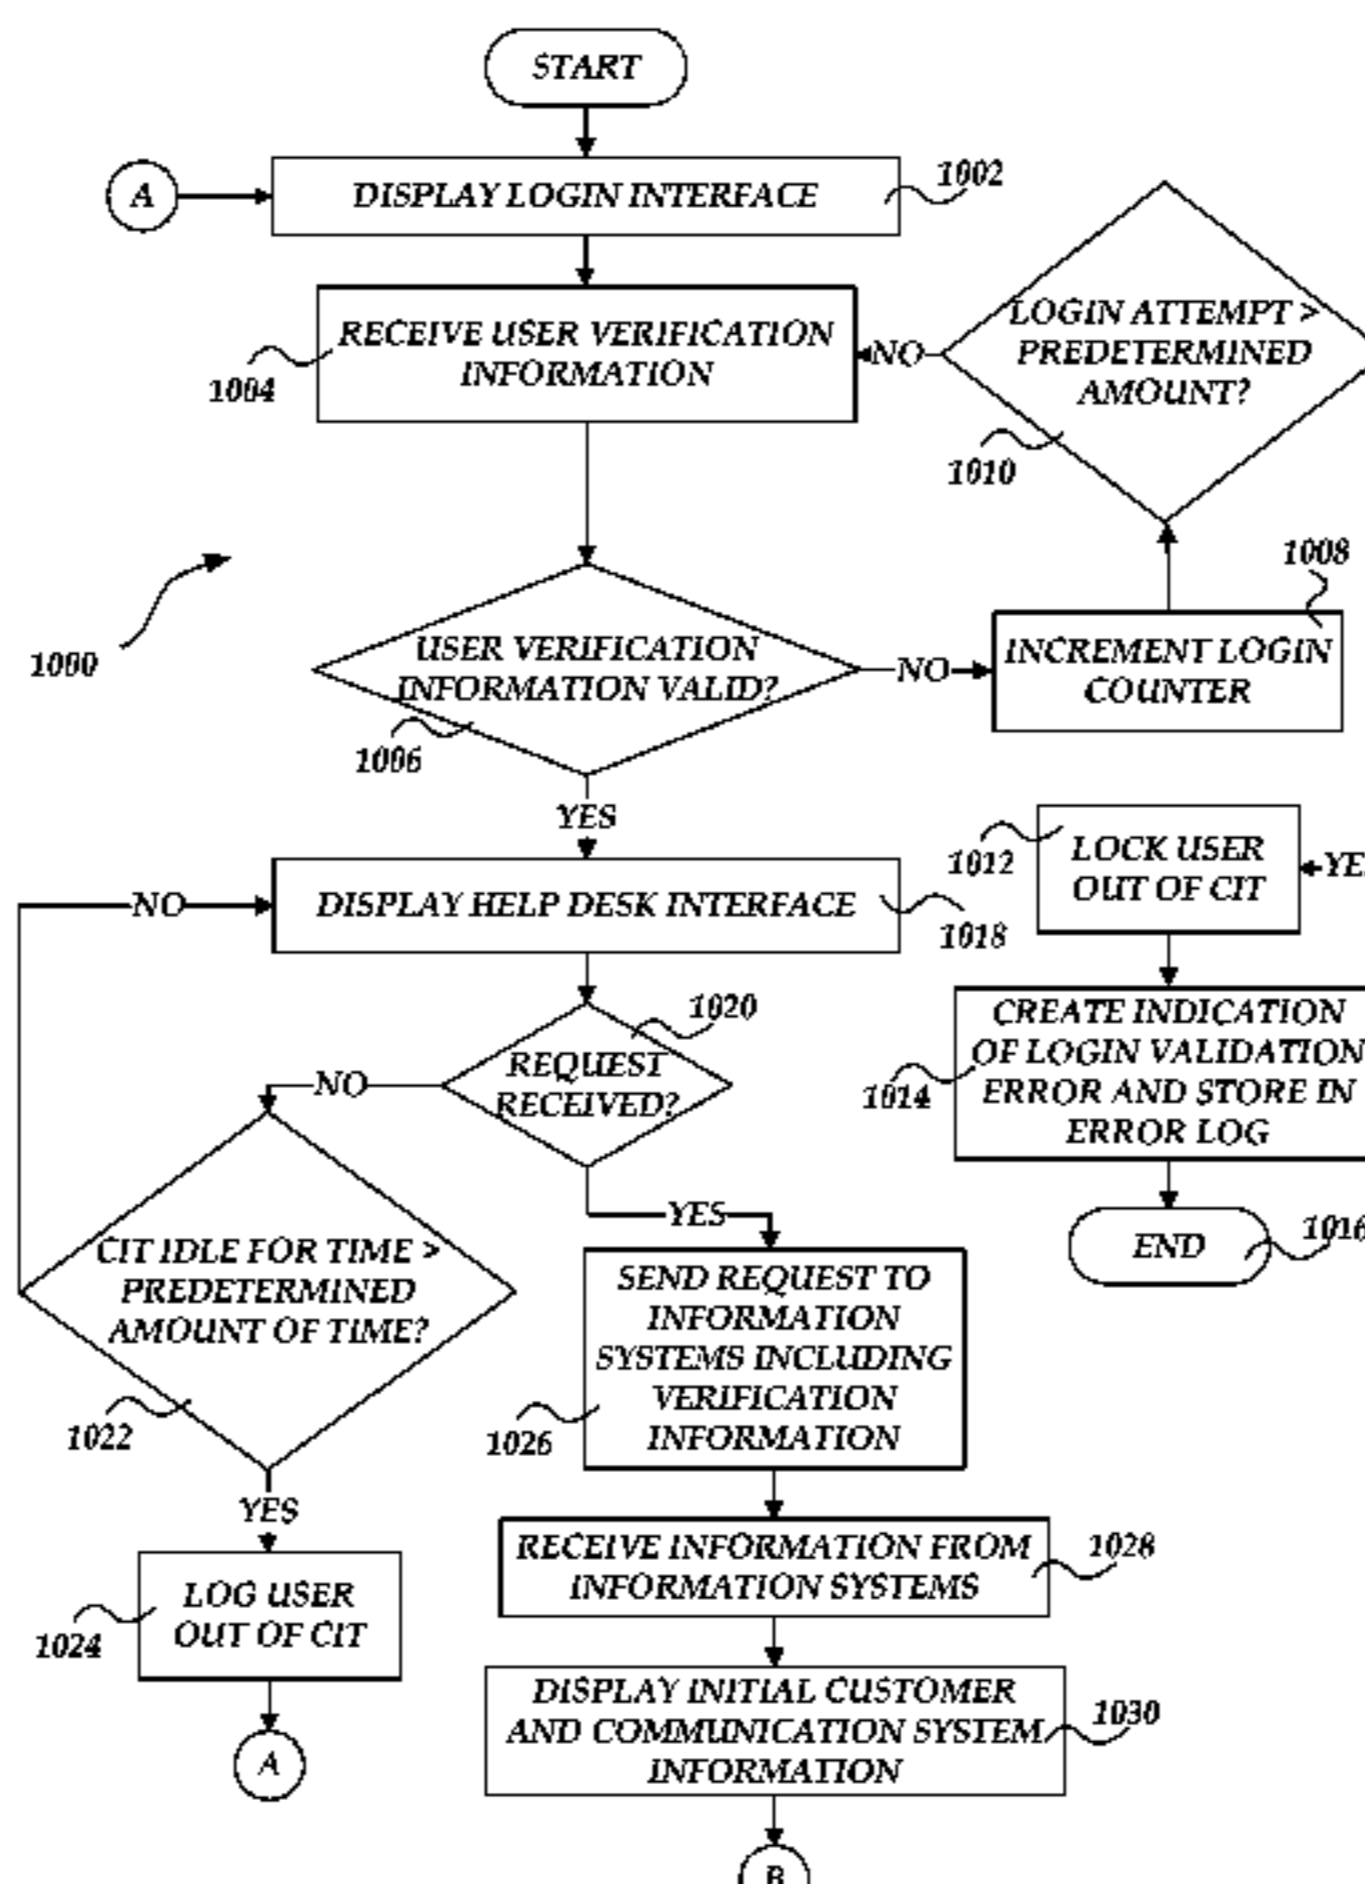 START
A
DISPLAY LOGIN INTERFACE
1002
RECEIVE USER VERIFICATION
INFORMATION
1004
NO
LOGIN ATTEMPT >
PREDETERMINED
AMOUNT?
1010
1000
1008
INCREMENT LOGIN
COUNTER
USER VERIFICATION
INFORMATION VALID?
NO
1006
YES
NO
DISPLAY HELP DESK INTERFACE
1018
1012
LOCK USER
OUT OF CIT
YE
1020
REQUEST
RECEIVED?
NO
CREATE INDICATION
OF LOGIN VALIDATION
ERROR AND STORE IN
ERROR LOG
1014
YES
END
1016
CIT IDLE FOR TIME >
PREDETERMINED
AMOUNT OF TIME?
1022
SEND REQUEST TO
INFORMATION
SYSTEMS INCLUDING
VERIFICATION
INFORMATION
1026
YES
RECEIVE INFORMATION FROM
INFORMATION SYSTEMS
1028
LOG USER
OUT OF CIT
1024
DISPLAY INITIAL CUSTOMER
AND COMMUNICATION SYSTEM
INFORMATION
1030
A
B